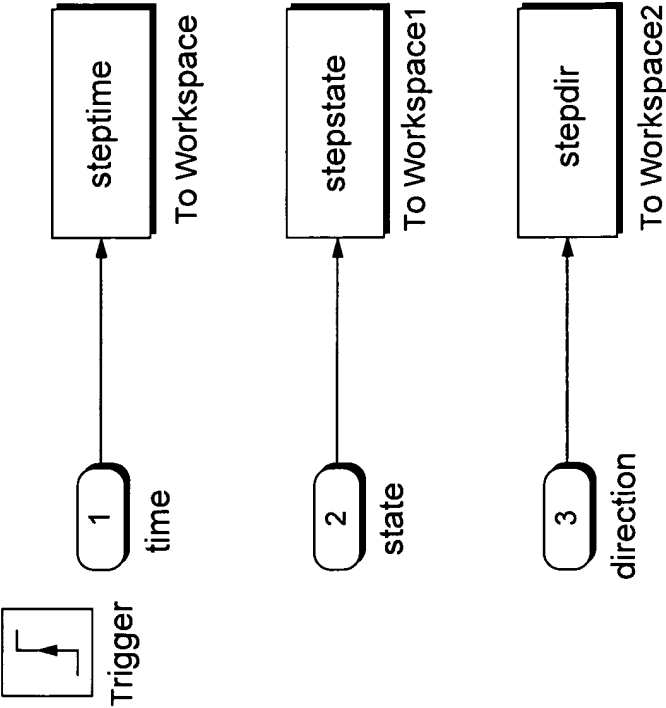 Trigger
1
time
steptime
To Workspace
2
state
stepstate
To Workspace1
3
direction
stepdir
To Workspace2